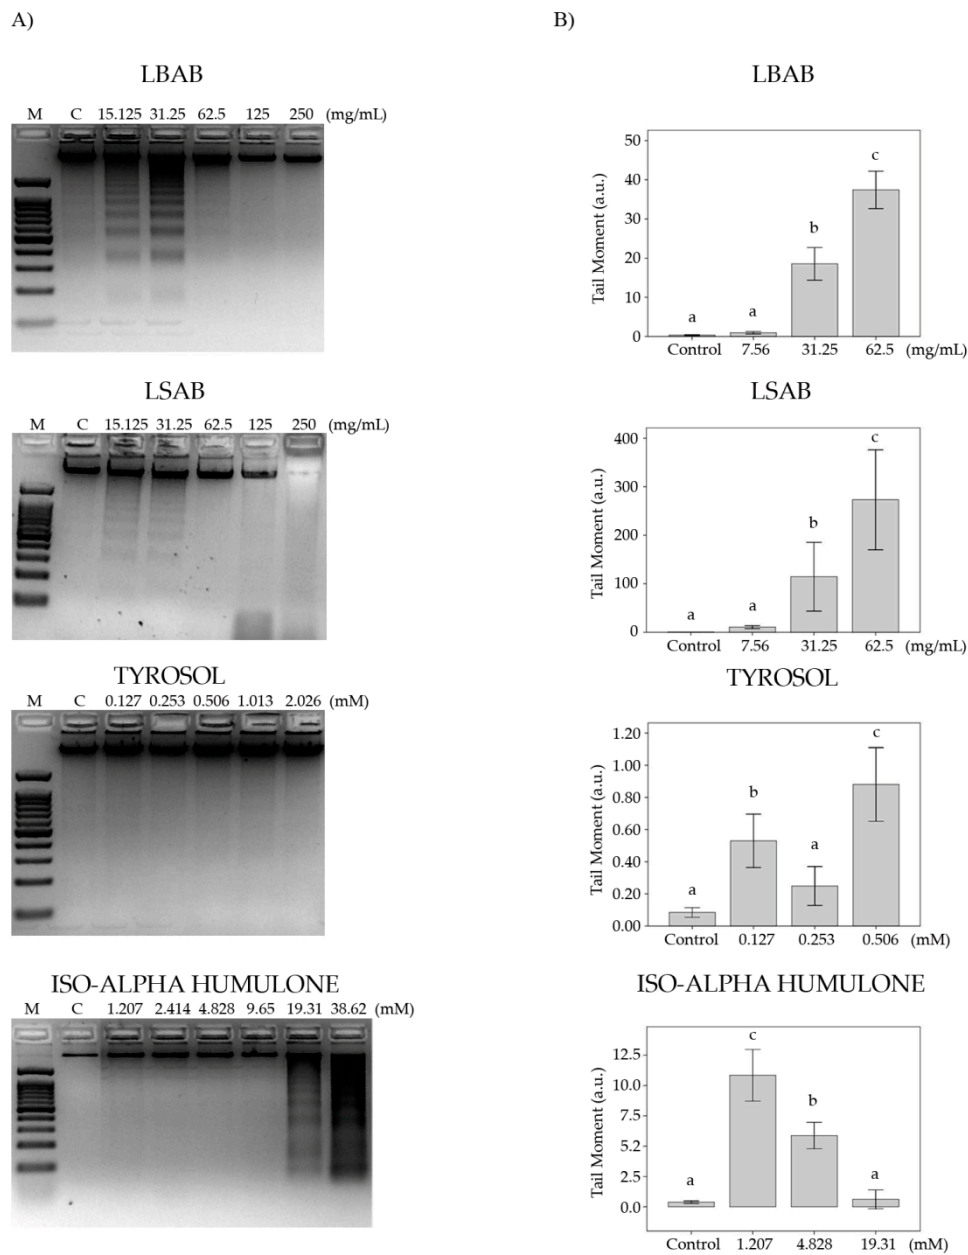 A)
B)
LBAB
M C 15.125 31.25 62.5 125 250 (mg/mL)
LBAB
Tail Moment (a.u.)
50
40
30
20
10
0
a
a
b
c
Control 7.56 31.25 62.5 (mg/mL)
LSAB
M C 15.125 31.25 62.5 125 250 (mg/mL)
LSAB
Tail Moment (a.u.)
400
300
200
100
0
a
a
b
c
Control 7.56 31.25 62.5 (mg/mL)
TYROSOL
M C 0.127 0.253 0.506 1.013 2.026 (mM)
TYROSOL
Tail Moment (a.u.)
1.20
1.00
0.80
0.60
0.40
0.20
0.00
a
b
a
c
Control 0.127 0.253 0.506 (mM)
ISO-ALPHA HUMULONE
M C 1.207 2.414 4.828 9.65 19.31 38.62 (mM)
ISO-ALPHA HUMULONE
Tail Moment (a.u.)
12.5
10.0
7.5
5.2
2.5
0.0
a
c
b
a
Control 1.207 4.828 19.31 (mM)